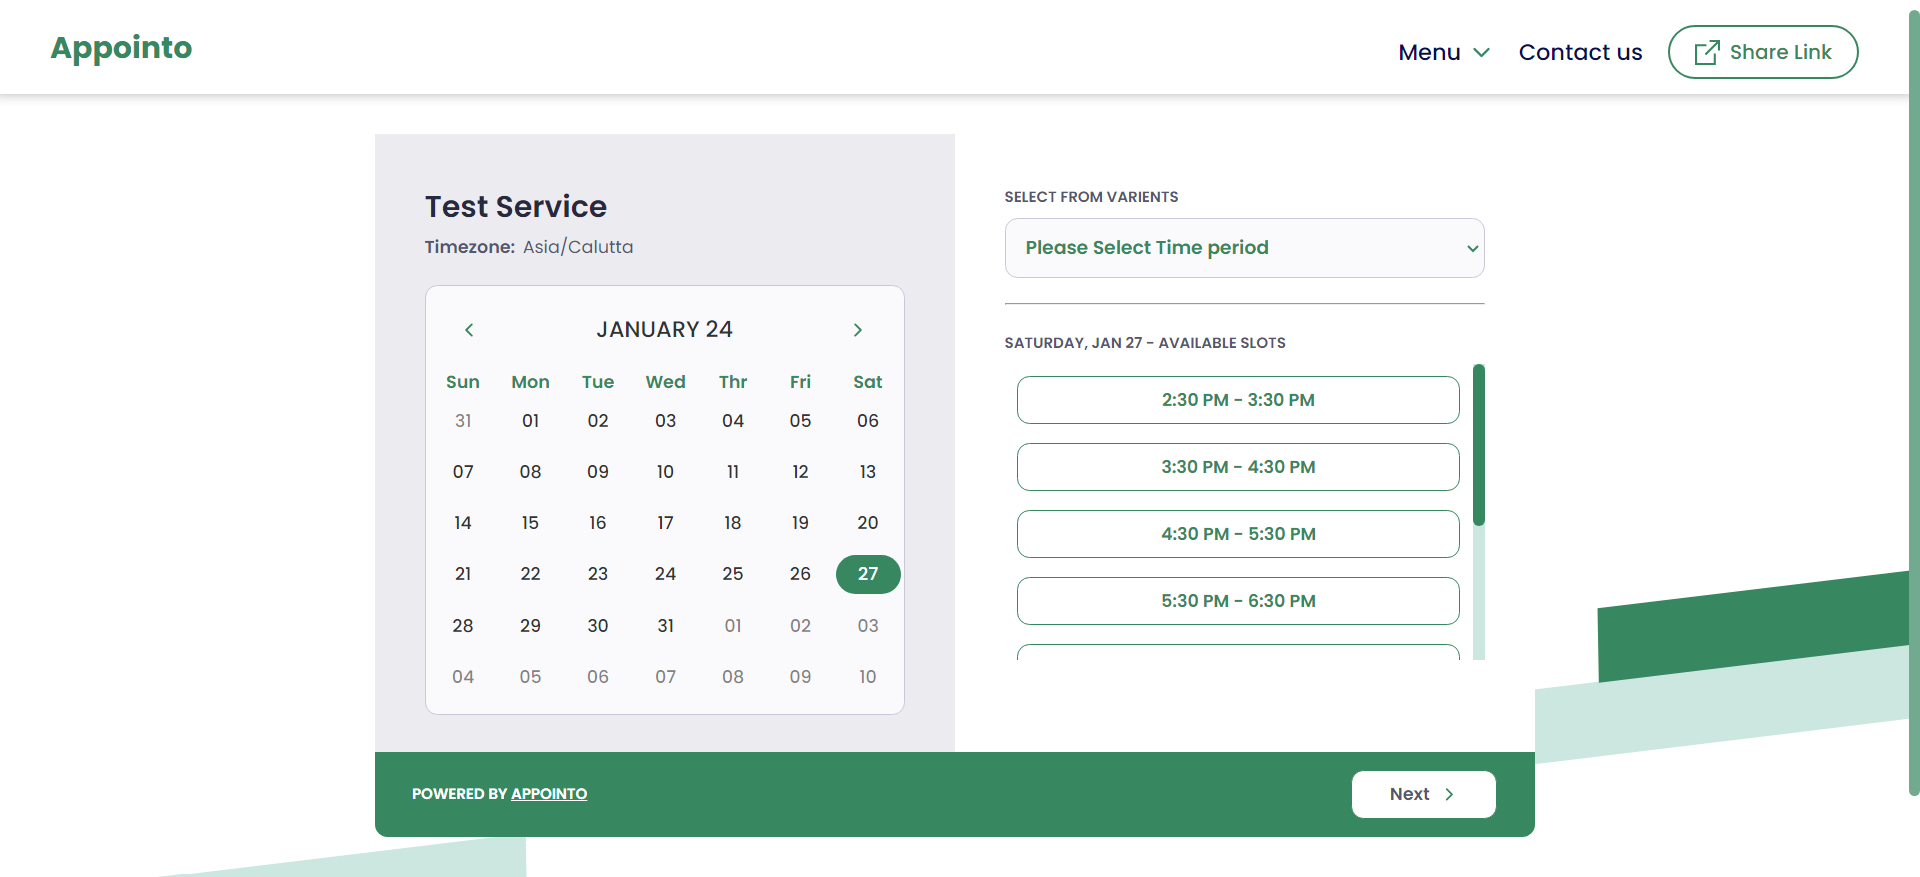 Appointo
Menu
Contact us
Share Link
Test Service
Timezone: Asia/Calutta
JANUARY 24
Sun Mon Tue Wed Thr Fri Sat
31 01 02 03 04 05 06
07 08 09 10 11 12 13
14 15 16 17 18 19 20
21 22 23 24 25 26 27
28 29 30 31 01 02 03
04 05 06 07 08 09 10
SELECT FROM VARIENTS
Please Select Time period
SATURDAY, JAN 27 - AVAILABLE SLOTS
2:30 PM - 3:30 PM
3:30 PM - 4:30 PM
4:30 PM - 5:30 PM
5:30 PM - 6:30 PM
POWERED BY APPOINTO
Next